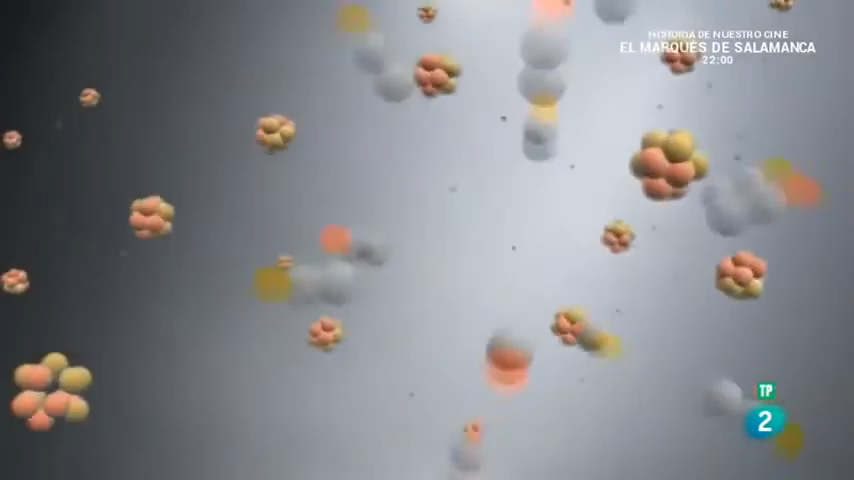 HISTORIA DE NUESTRO CINE
EL MARQUÉS DE SALAMANCA
22:00
TP
2